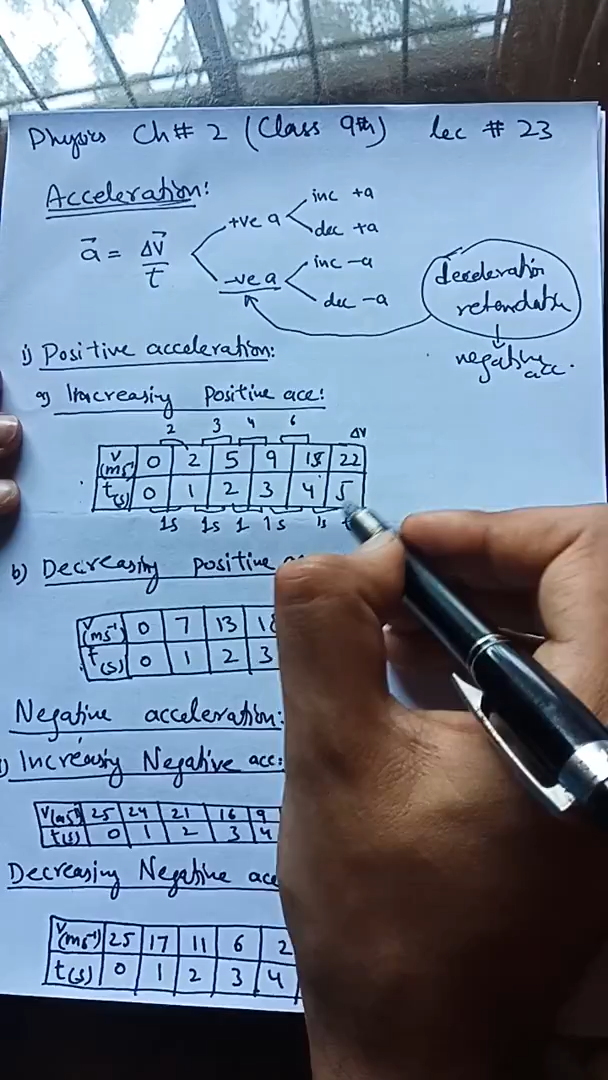 Physics Ch# 2 (Class 9th) lec # 23
Acceleration:
a = ΔV/t
+ve a
inc +a
dec +a
-ve a
inc -a
dec -a
deceleration
negative acc.
i) Positive acceleration:
a) Increasing positive acc:
2 3 4 6 ΔV
V (ms⁻¹) 0 2 5 9 15 22
t(s) 0 1 2 3 4 5
1s 1s 1 1s 1s
b) Decreasing positive
V (ms⁻¹) 0 7 13 18
t(s) 0 1 2 3
Negative acceleration:
Increasing Negative acc:
V(ms⁻¹) 25 24 21 16 9
t(s) 0 1 2 3 4
Decreasing Negative acc
V (ms⁻¹) 25 17 11 6 2
t(s) 0 1 2 3 4